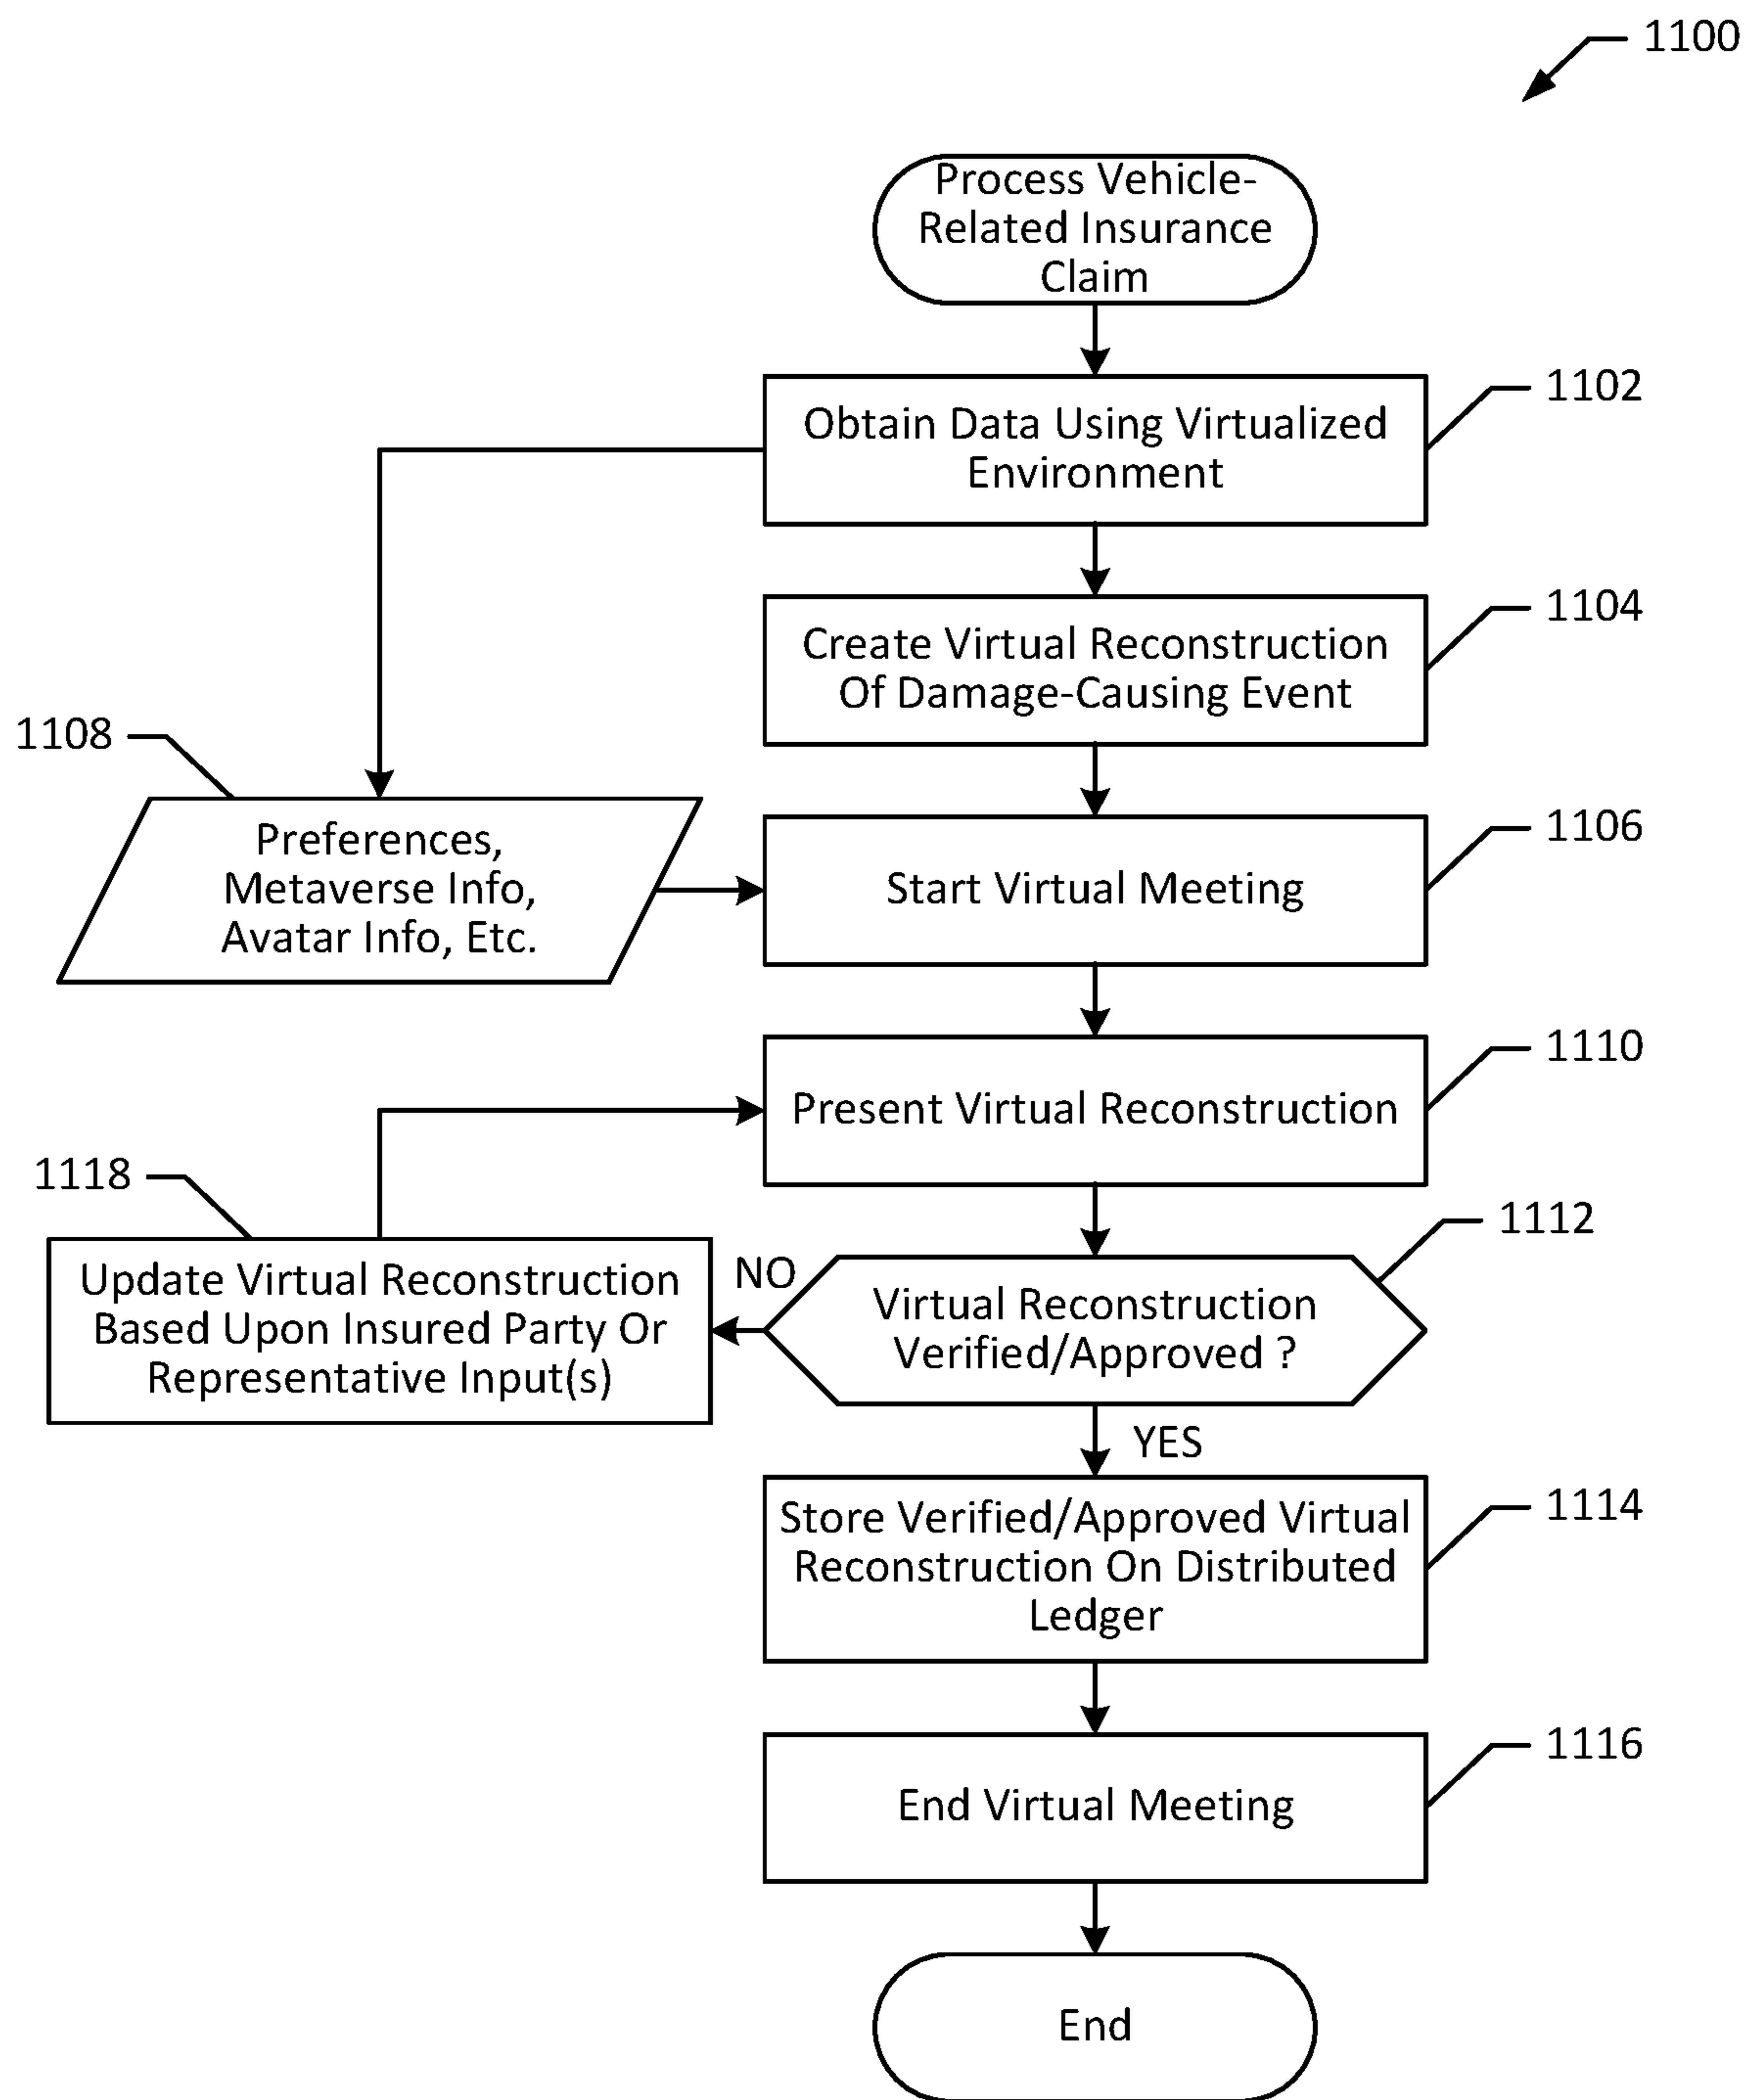 1100
Process Vehicle-
Related Insurance
Claim
1102
Obtain Data Using Virtualized
Environment
1104
Create Virtual Reconstruction
Of Damage-Causing Event
1108
Preferences,
Metaverse Info,
Avatar Info, Etc.
1106
Start Virtual Meeting
1110
Present Virtual Reconstruction
1118
Update Virtual Reconstruction
Based Upon Insured Party Or
Representative Input(s)
NO
1112
Virtual Reconstruction
Verified/Approved ?
YES
1114
Store Verified/Approved Virtual
Reconstruction On Distributed
Ledger
1116
End Virtual Meeting
End